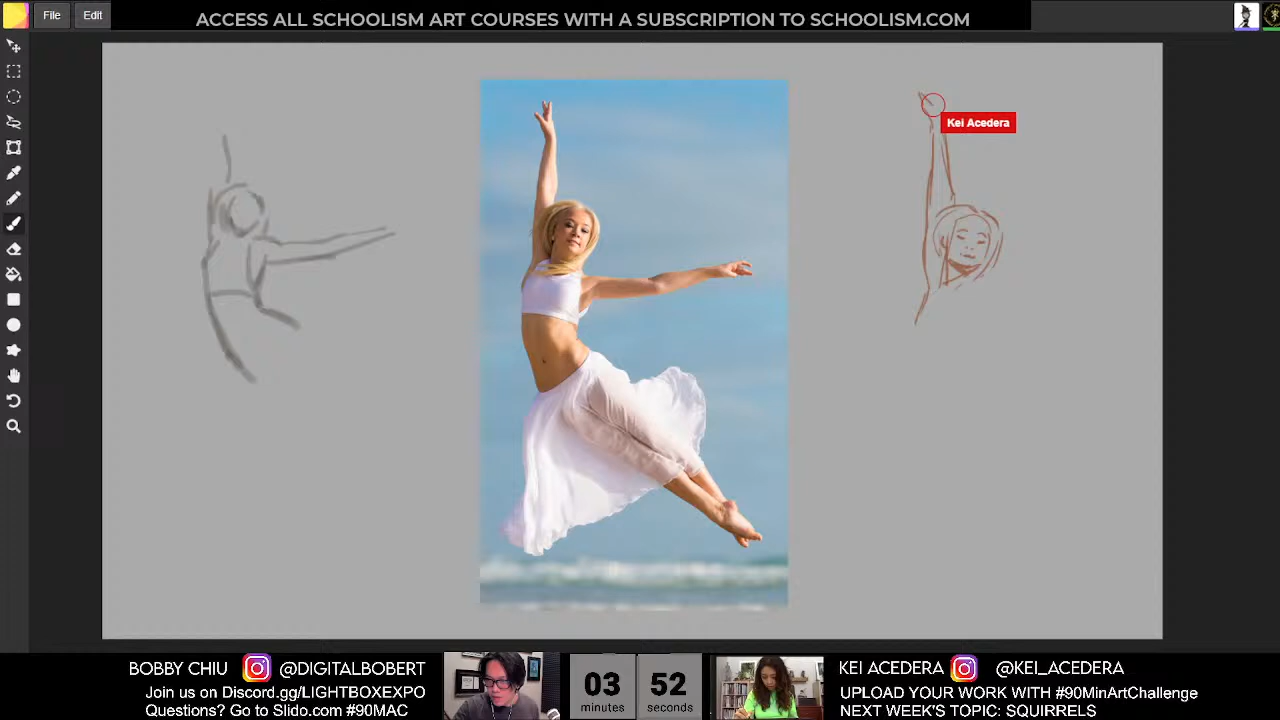 ACCESS ALL SCHOOLISM ART COURSES WITH A SUBSCRIPTION TO SCHOOLISM.COM
File Edit
Kei Acedera
BOBBY CHIU @DIGITALBOBERT
Join us on Discord.gg/LIGHTBOXEXPO
Questions? Go to Slido.com #90MAC
03 52
minutes seconds
KEI ACEDERA @KEI_ACEDERA
UPLOAD YOUR WORK WITH #90MinArtChallenge
NEXT WEEK'S TOPIC: SQUIRRELS